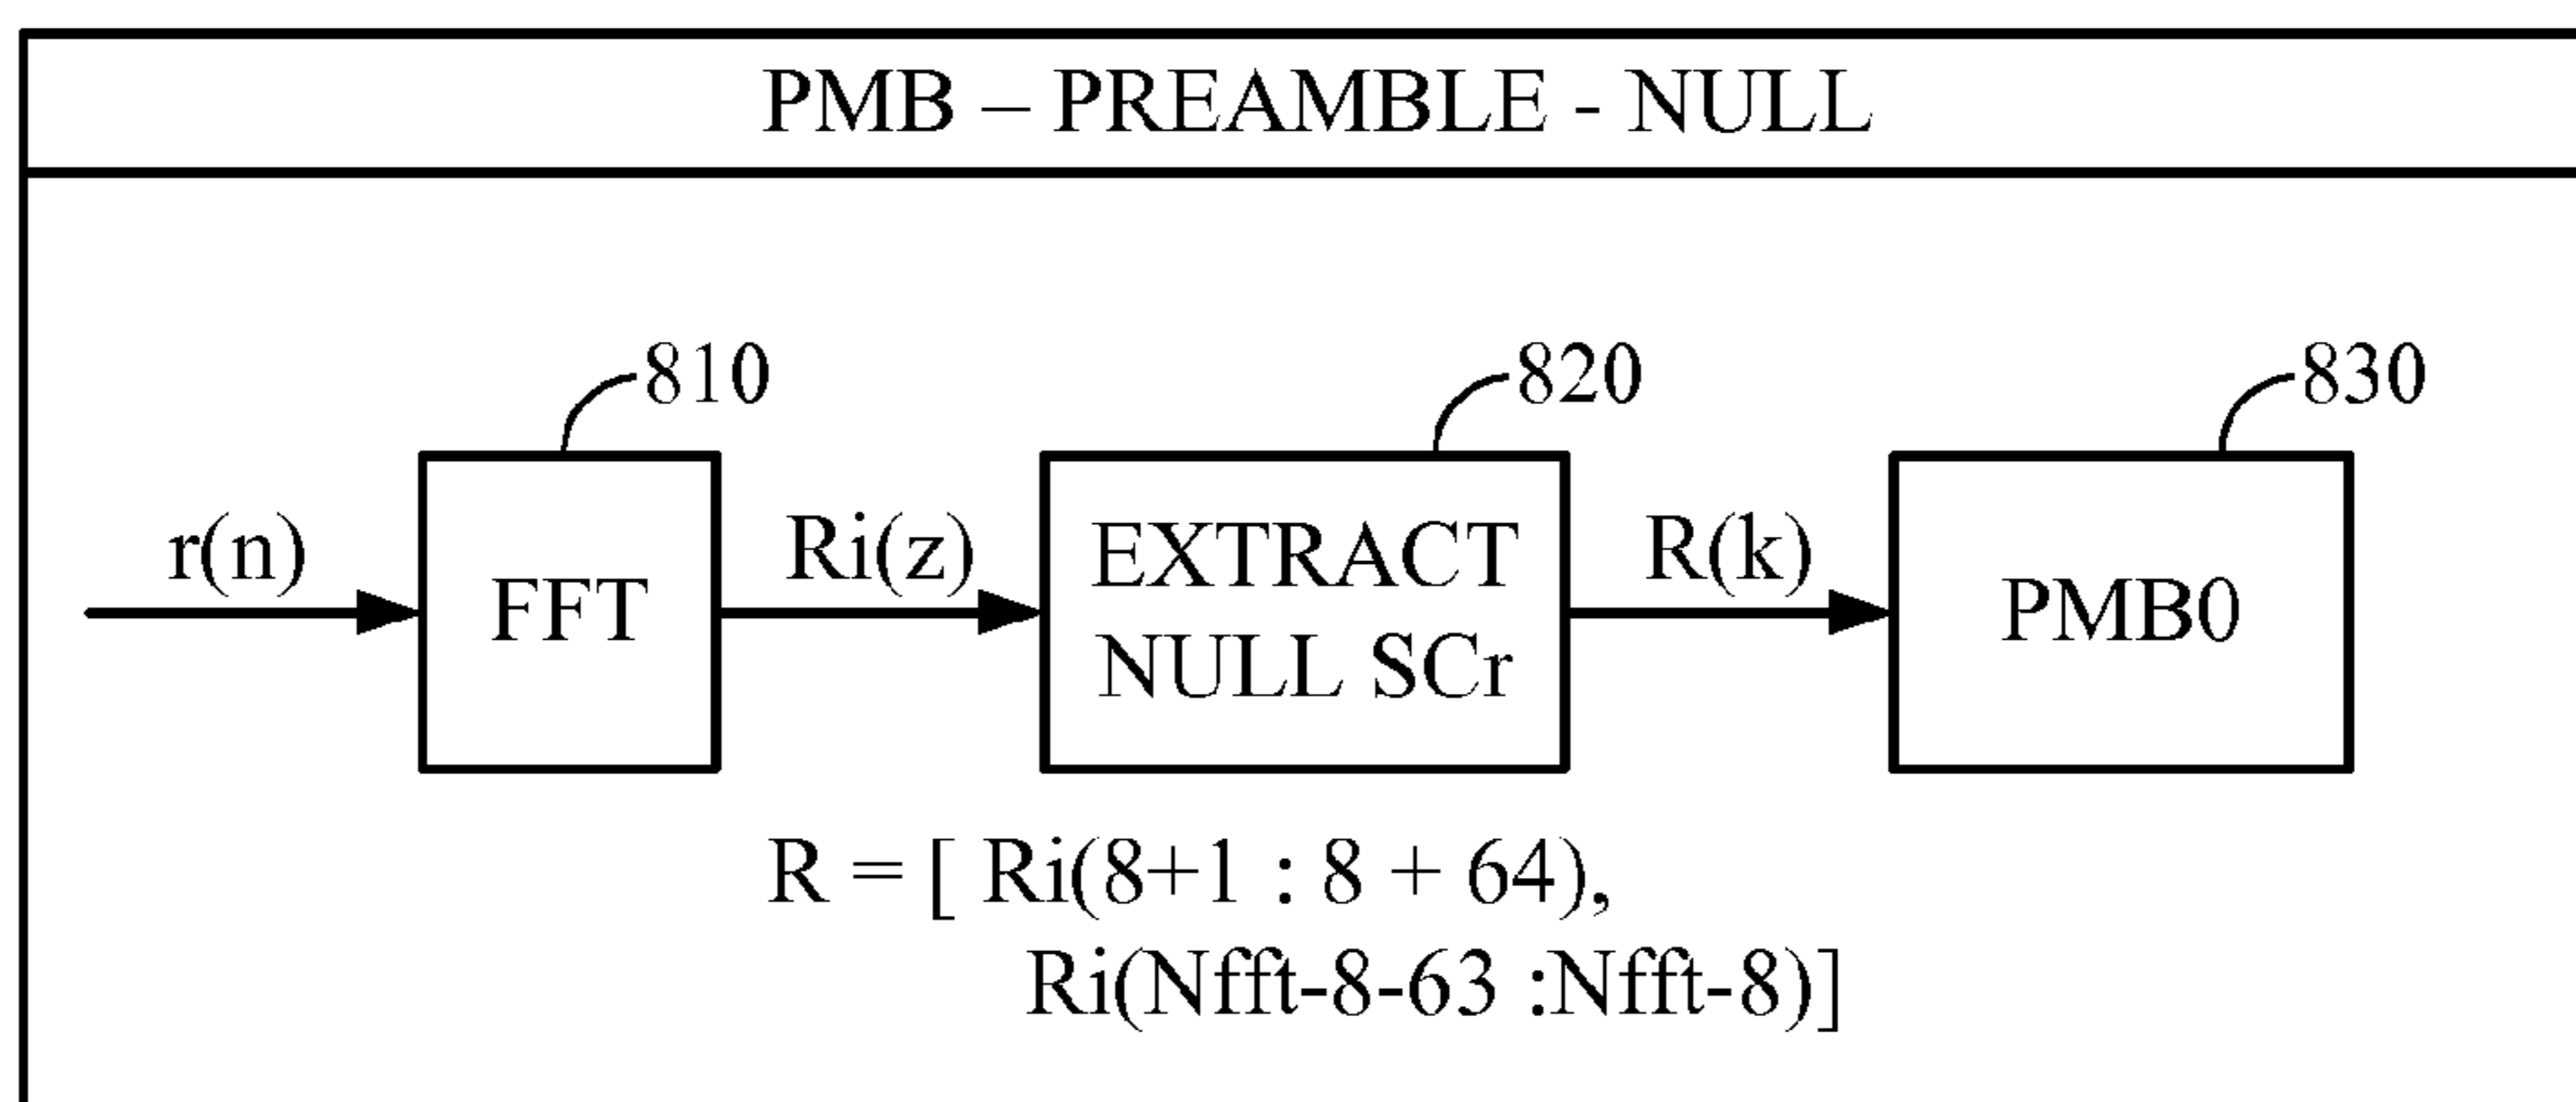 PMB – PREAMBLE - NULL
810
820
830
r(n)
FFT
Ri(z)
EXTRACT
NULL SCr
R(k)
PMB0
R = [ Ri(8+1 : 8 + 64),
Ri(Nfft-8-63 :Nfft-8)]